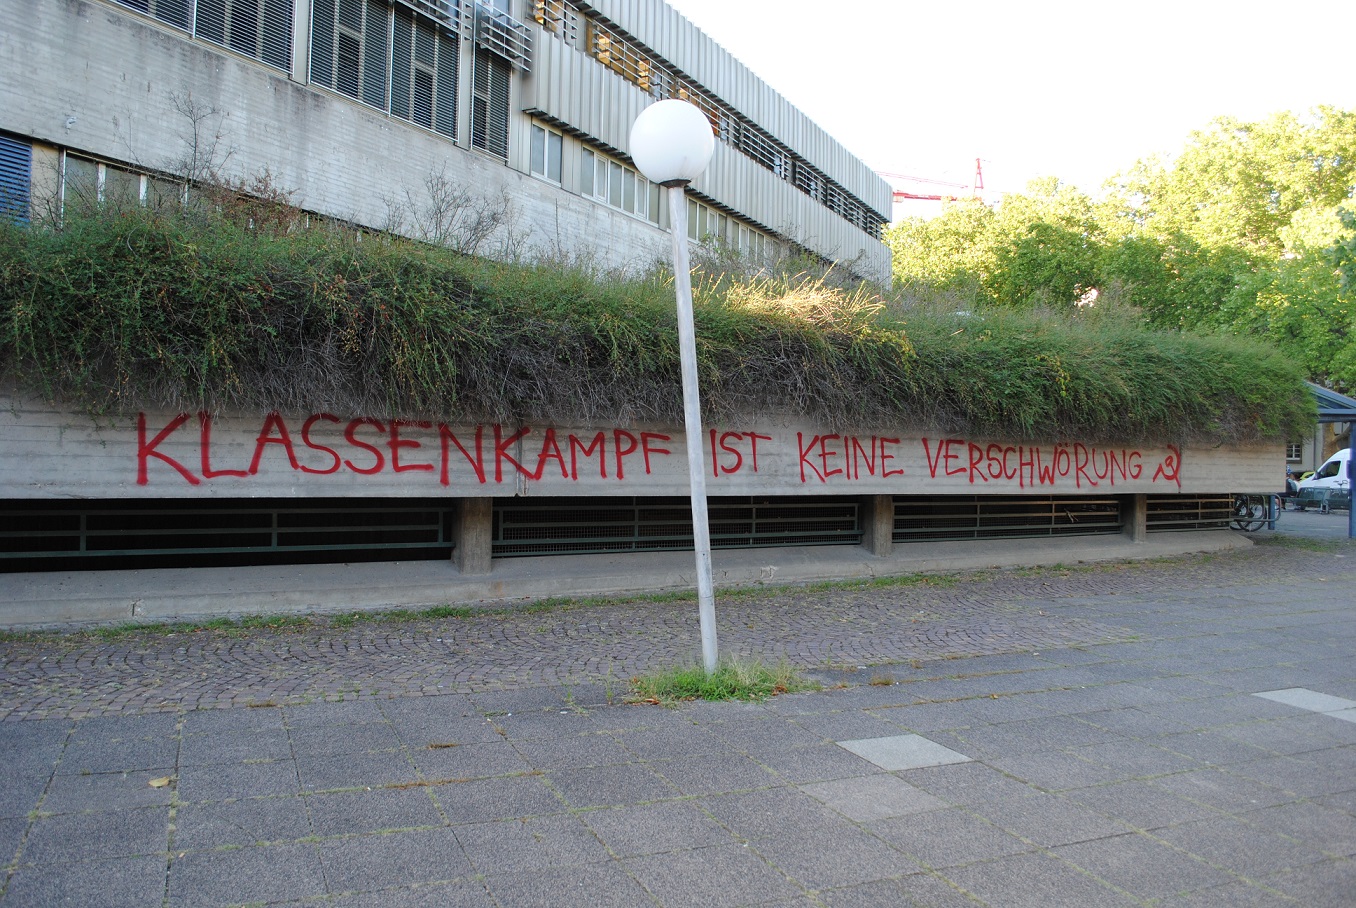 KLASSENKAMPF IST KEINE VERSCHWÖRUNG ☭